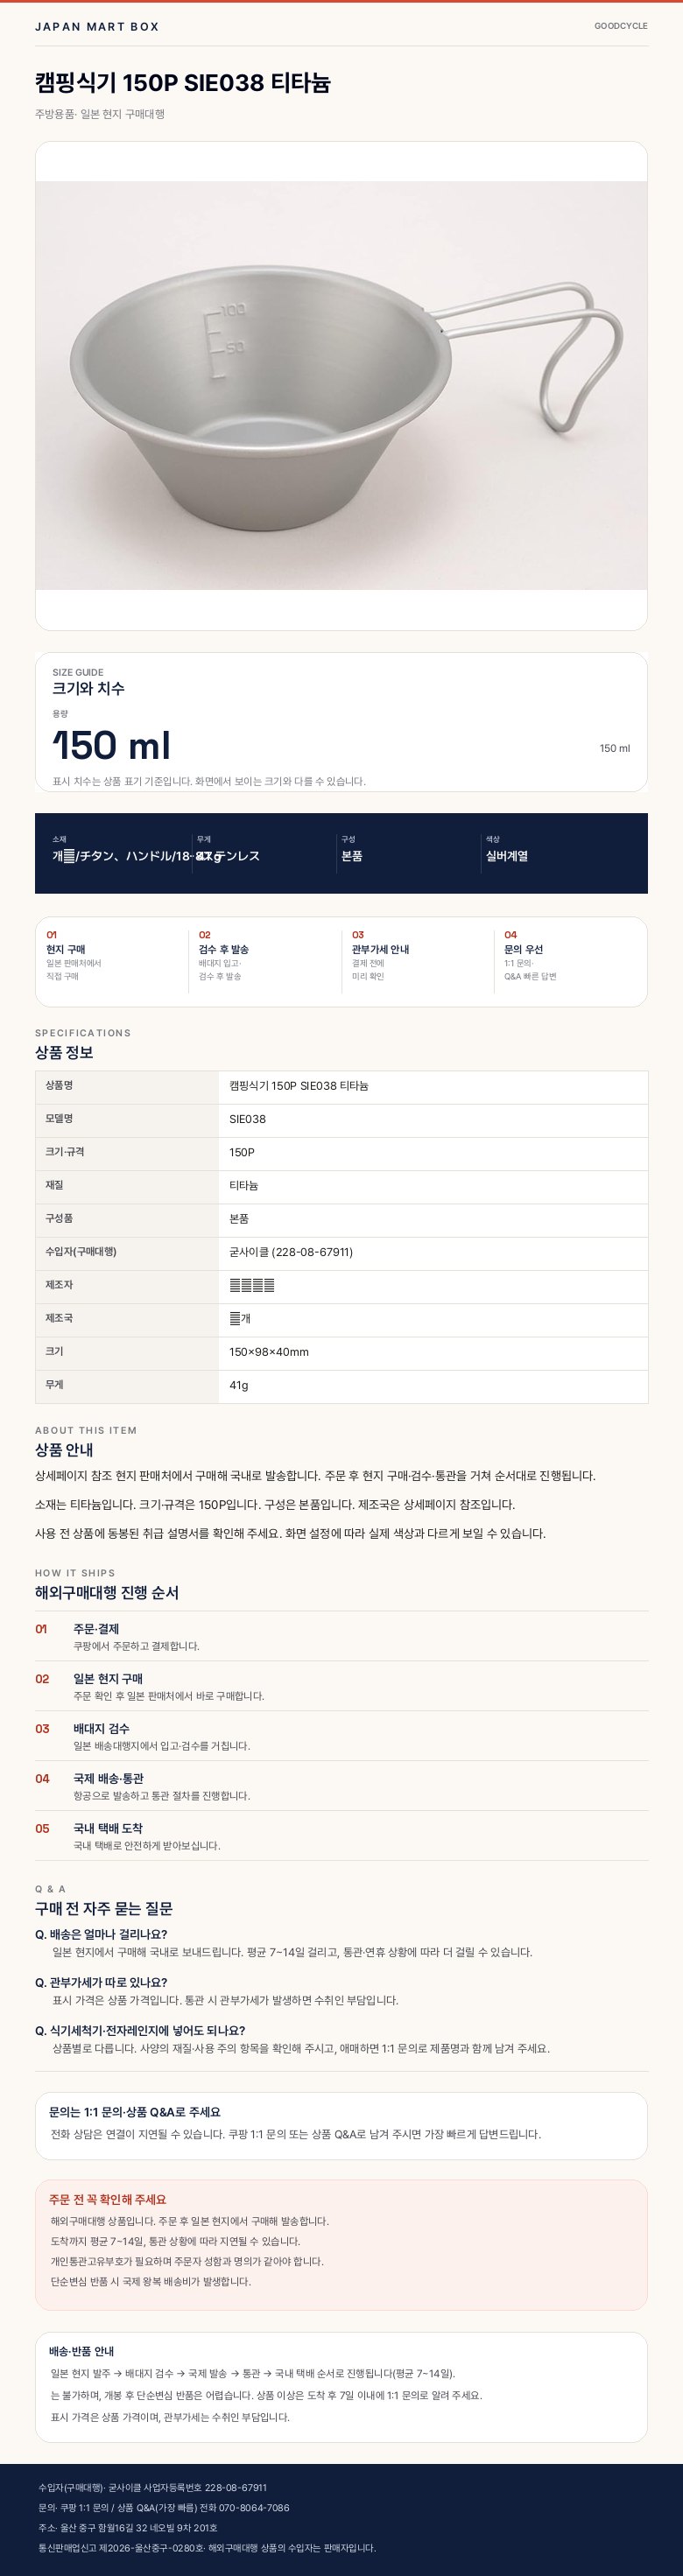 JAPAN MART BOX
GOODCYCLE
캠핑식기 150P SIE038 티타늄
주방용품· 일본 현지 구매대행
100
50
SIZE GUIDE
크기와 치수
용량
150 ml
150 ml
표시 치수는 상품 표기 기준입니다. 화면에서 보이는 크기와 다를 수 있습니다.
소재
개▤/チタン、ハンドル/18-8ステンレス
무게
41g
구성
본품
색상
실버계열
01
현지 구매
일본 판매처에서
직접 구매
02
검수 후 발송
배대지 입고·
검수 후 발송
03
관부가세 안내
결제 전에
미리 확인
04
문의 우선
1:1 문의·
Q&A 빠른 답변
SPECIFICATIONS
상품 정보
상품명 캠핑식기 150P SIE038 티타늄
모델명 SIE038
크기·규격 150P
재질 티타늄
구성품 본품
수입자(구매대행) 굳사이클 (228-08-67911)
제조자 ▤▤▤▤
제조국 ▤개
크기 150×98×40mm
무게 41g
ABOUT THIS ITEM
상품 안내
상세페이지 참조 현지 판매처에서 구매해 국내로 발송합니다. 주문 후 현지 구매·검수·통관을 거쳐 순서대로 진행됩니다.
소재는 티타늄입니다. 크기·규격은 150P입니다. 구성은 본품입니다. 제조국은 상세페이지 참조입니다.
사용 전 상품에 동봉된 취급 설명서를 확인해 주세요. 화면 설정에 따라 실제 색상과 다르게 보일 수 있습니다.
HOW IT SHIPS
해외구매대행 진행 순서
01 주문·결제
쿠팡에서 주문하고 결제합니다.
02 일본 현지 구매
주문 확인 후 일본 판매처에서 바로 구매합니다.
03 배대지 검수
일본 배송대행지에서 입고·검수를 거칩니다.
04 국제 배송·통관
항공으로 발송하고 통관 절차를 진행합니다.
05 국내 택배 도착
국내 택배로 안전하게 받아보십니다.
Q & A
구매 전 자주 묻는 질문
Q. 배송은 얼마나 걸리나요?
일본 현지에서 구매해 국내로 보내드립니다. 평균 7~14일 걸리고, 통관·연휴 상황에 따라 더 걸릴 수 있습니다.
Q. 관부가세가 따로 있나요?
표시 가격은 상품 가격입니다. 통관 시 관부가세가 발생하면 수취인 부담입니다.
Q. 식기세척기·전자레인지에 넣어도 되나요?
상품별로 다릅니다. 사양의 재질·사용 주의 항목을 확인해 주시고, 애매하면 1:1 문의로 제품명과 함께 남겨 주세요.
문의는 1:1 문의·상품 Q&A로 주세요
전화 상담은 연결이 지연될 수 있습니다. 쿠팡 1:1 문의 또는 상품 Q&A로 남겨 주시면 가장 빠르게 답변드립니다.
주문 전 꼭 확인해 주세요
해외구매대행 상품입니다. 주문 후 일본 현지에서 구매해 발송합니다.
도착까지 평균 7~14일, 통관 상황에 따라 지연될 수 있습니다.
개인통관고유부호가 필요하며 주문자 성함과 명의가 같아야 합니다.
단순변심 반품 시 국제 왕복 배송비가 발생합니다.
배송·반품 안내
일본 현지 발주 → 배대지 검수 → 국제 발송 → 통관 → 국내 택배 순서로 진행됩니다(평균 7~14일).
는 불가하며, 개봉 후 단순변심 반품은 어렵습니다. 상품 이상은 도착 후 7일 이내에 1:1 문의로 알려 주세요.
표시 가격은 상품 가격이며, 관부가세는 수취인 부담입니다.
수입자(구매대행)· 굳사이클 사업자등록번호 228-08-67911
문의· 쿠팡 1:1 문의 / 상품 Q&A(가장 빠름) 전화 070-8064-7086
주소· 울산 중구 함월16길 32 네오빌 9차 201호
통신판매업신고 제2026-울산중구-0280호· 해외구매대행 상품의 수입자는 판매자입니다.